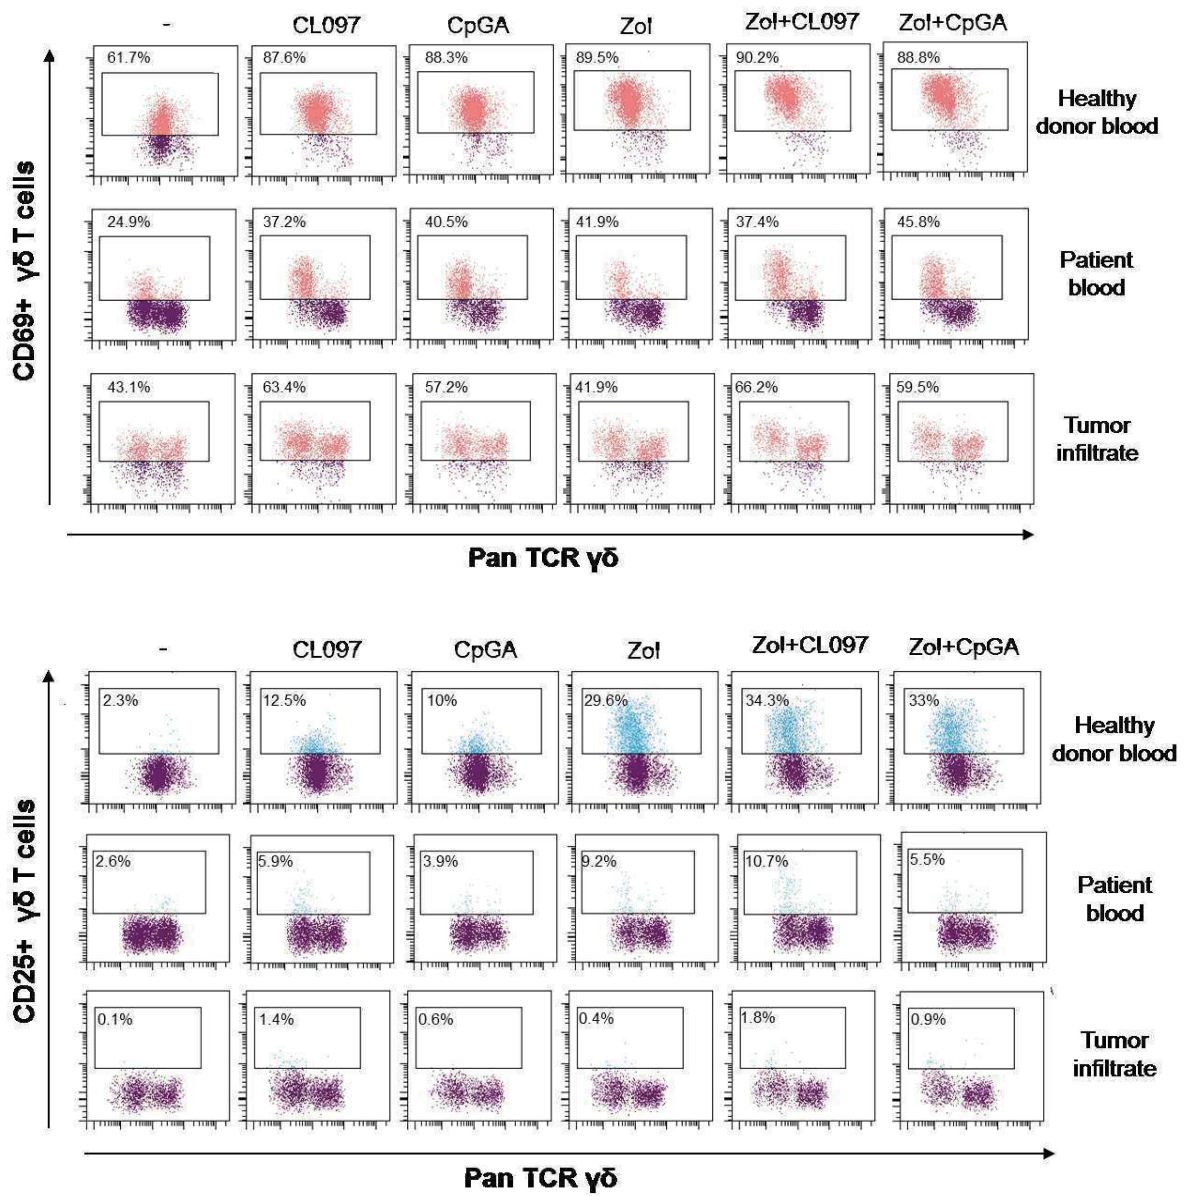 - CL097 CpGA Zol Zol+CL097 Zol+CpGA
61.7% 87.6% 88.3% 89.5% 90.2% 88.8%
Healthy
donor blood
24.9% 37.2% 40.5% 41.9% 37.4% 45.8%
Patient
blood
43.1% 63.4% 57.2% 41.9% 66.2% 59.5%
Tumor
infiltrate
CD69+ γδ T cells
Pan TCR γδ
- CL097 CpGA Zol Zol+CL097 Zol+CpGA
2.3% 12.5% 10% 29.6% 34.3% 33%
Healthy
donor blood
2.6% 5.9% 3.9% 9.2% 10.7% 5.5%
Patient
blood
0.1% 1.4% 0.6% 0.4% 1.8% 0.9%
Tumor
infiltrate
CD25+ γδ T cells
Pan TCR γδ